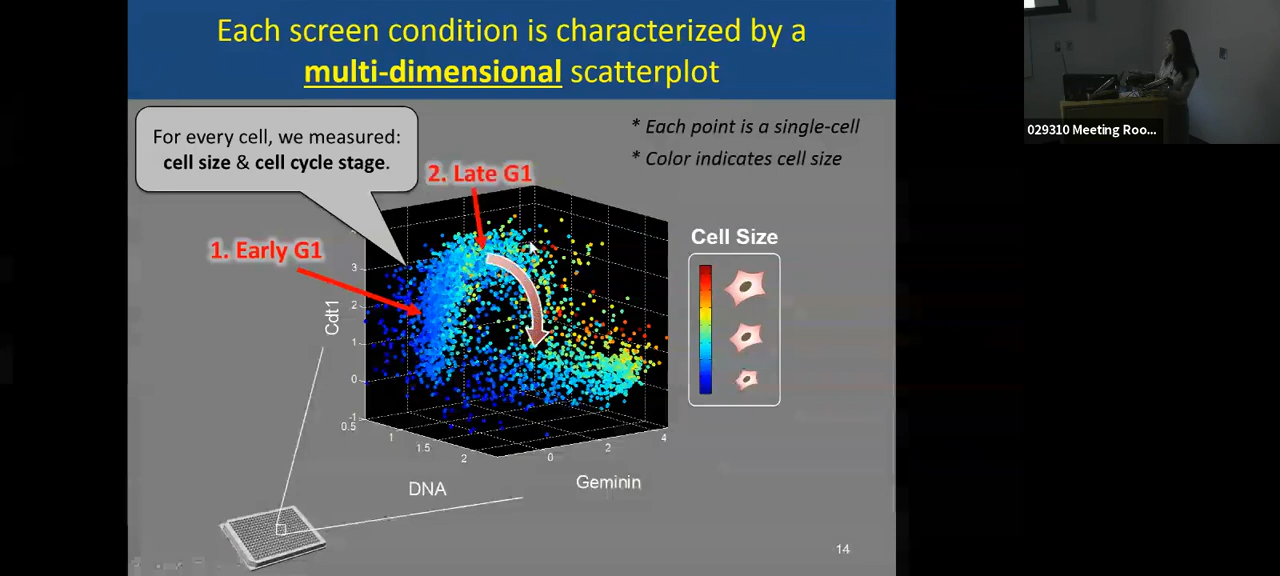 Each screen condition is characterized by a
multi-dimensional scatterplot
029310 Meeting Roo...
For every cell, we measured:
cell size & cell cycle stage.
* Each point is a single-cell
* Color indicates cell size
2. Late G1
1. Early G1
Cell Size
Cdt1
3
2
1
0
-1
0.5
1
1.5
2
0
2
4
DNA
Geminin
14